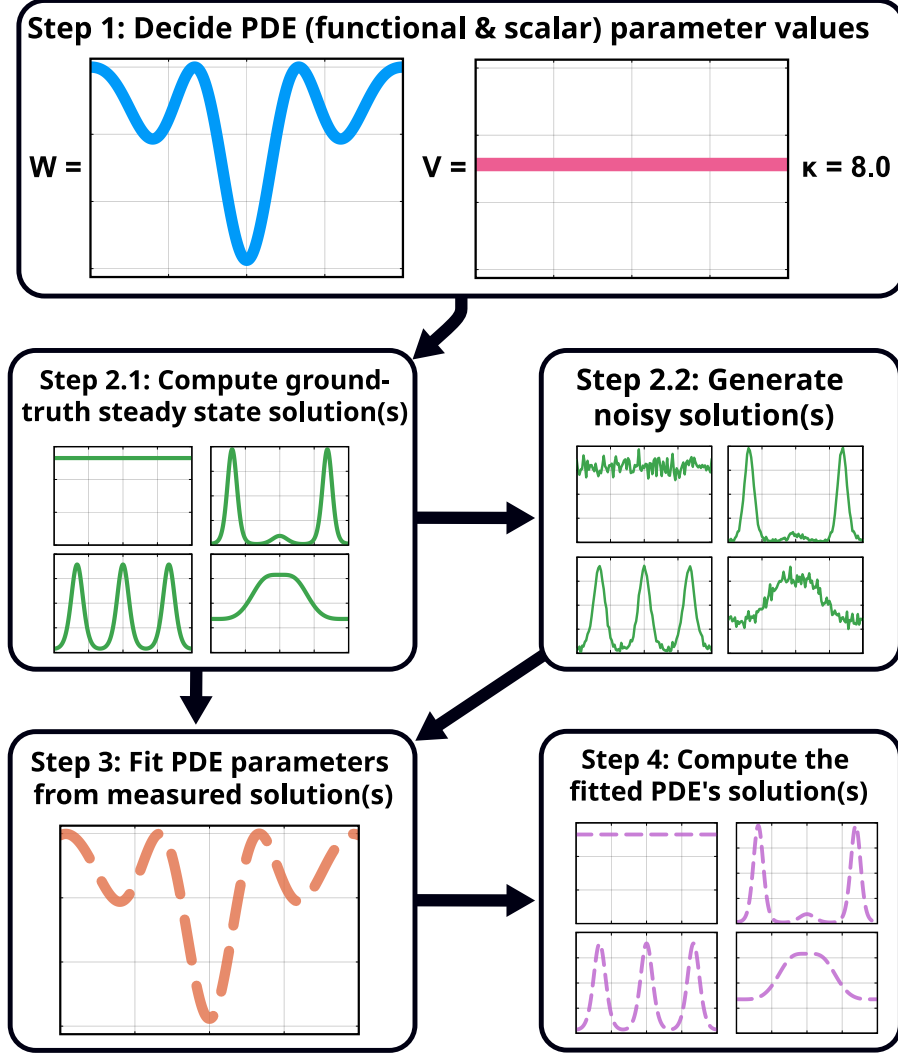 Step 1: Decide PDE (functional & scalar) parameter values
W =
V =
κ = 8.0
Step 2.1: Compute ground-
truth steady state solution(s)
Step 2.2: Generate
noisy solution(s)
Step 3: Fit PDE parameters
from measured solution(s)
Step 4: Compute the
fitted PDE's solution(s)